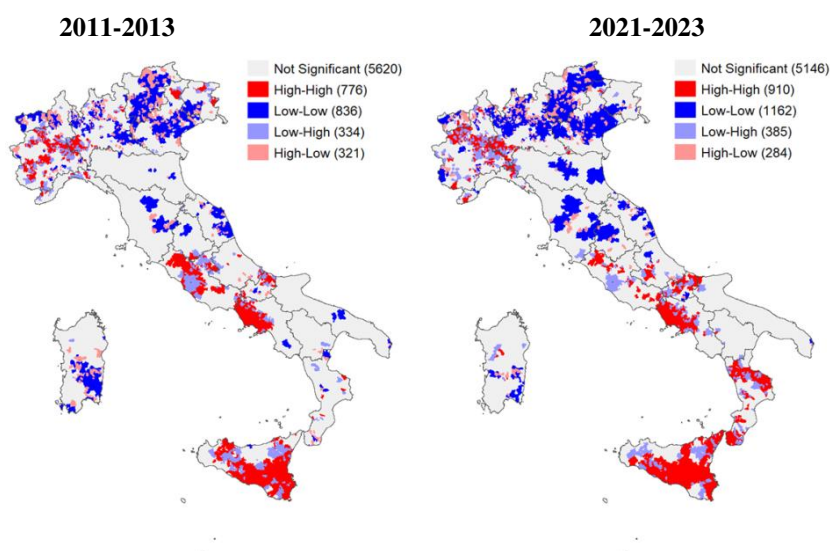 2011-2013
Not Significant (5620)
High-High (776)
Low-Low (836)
Low-High (334)
High-Low (321)
2021-2023
Not Significant (5146)
High-High (910)
Low-Low (1162)
Low-High (385)
High-Low (284)